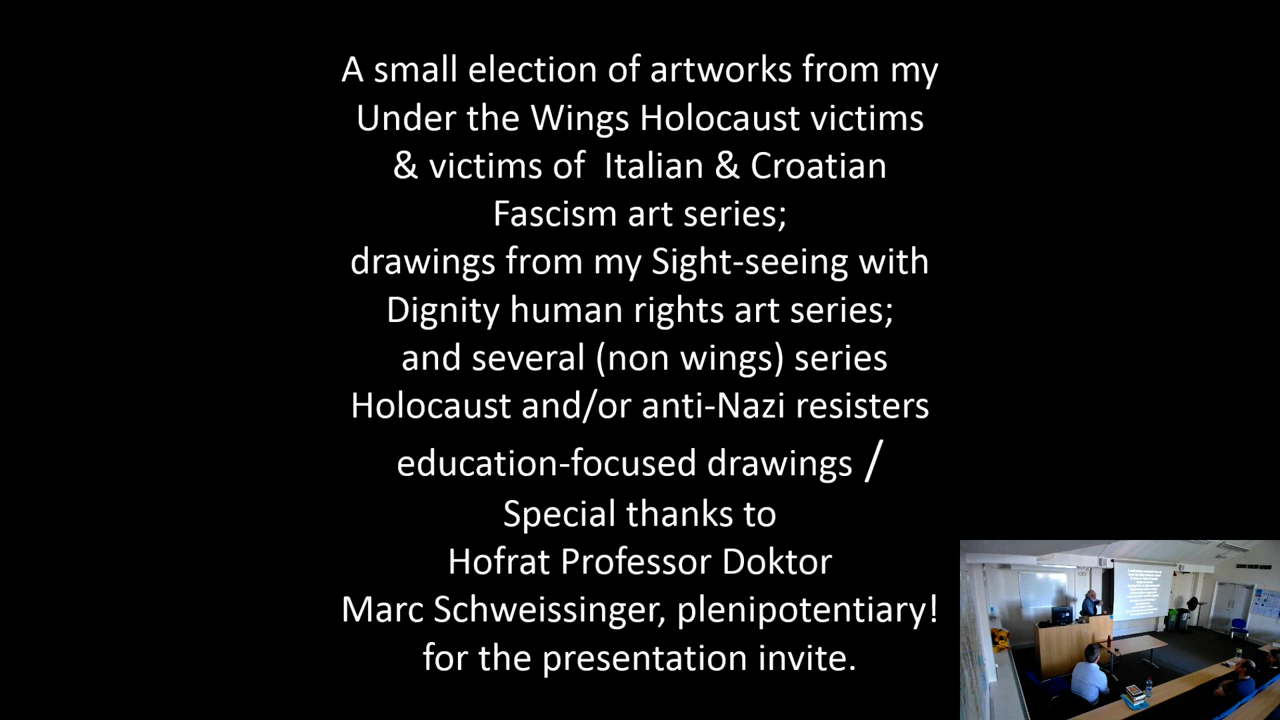 A small election of artworks from my
Under the Wings Holocaust victims
& victims of Italian & Croatian
Fascism art series;
drawings from my Sight-seeing with
Dignity human rights art series;
and several (non wings) series
Holocaust and/or anti-Nazi resisters
education-focused drawings /
Special thanks to
Hofrat Professor Doktor
Marc Schweissinger, plenipotentiary!
for the presentation invite.